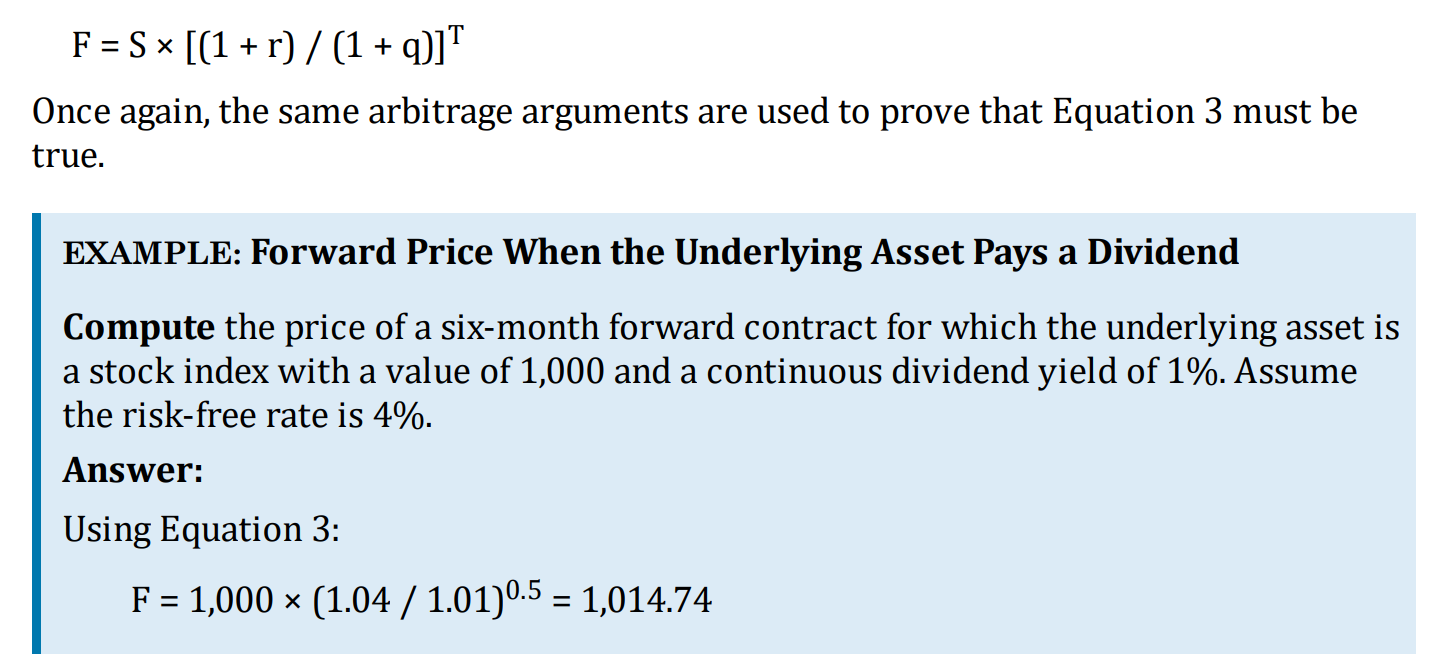 F = S × [(1 + r) / (1 + q)]ᵀ
Once again, the same arbitrage arguments are used to prove that Equation 3 must be
true.
EXAMPLE: Forward Price When the Underlying Asset Pays a Dividend
Compute the price of a six-month forward contract for which the underlying asset is
a stock index with a value of 1,000 and a continuous dividend yield of 1%. Assume
the risk-free rate is 4%.
Answer:
Using Equation 3:
F = 1,000 × (1.04 / 1.01)^0.5 = 1,014.74